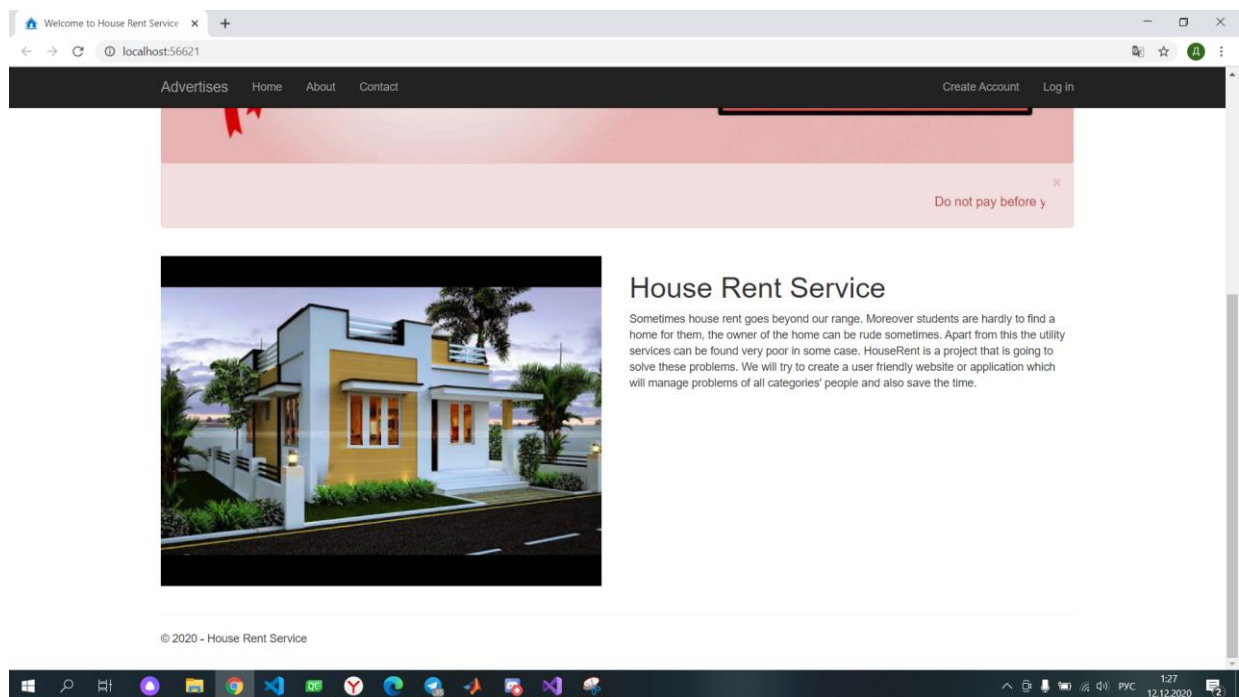 Welcome to House Rent Service
localhost:56621
Д
Advertises Home About Contact Create Account Log in
Do not pay before y
House Rent Service
Sometimes house rent goes beyond our range. Moreover students are hardly to find a
home for them, the owner of the home can be rude sometimes. Apart from this the utility
services can be found very poor in some case. HouseRent is a project that is going to
solve these problems. We will try to create a user friendly website or application which
will manage problems of all categories' people and also save the time.
© 2020 - House Rent Service
QC
РУС
1:27
12.12.2020
2